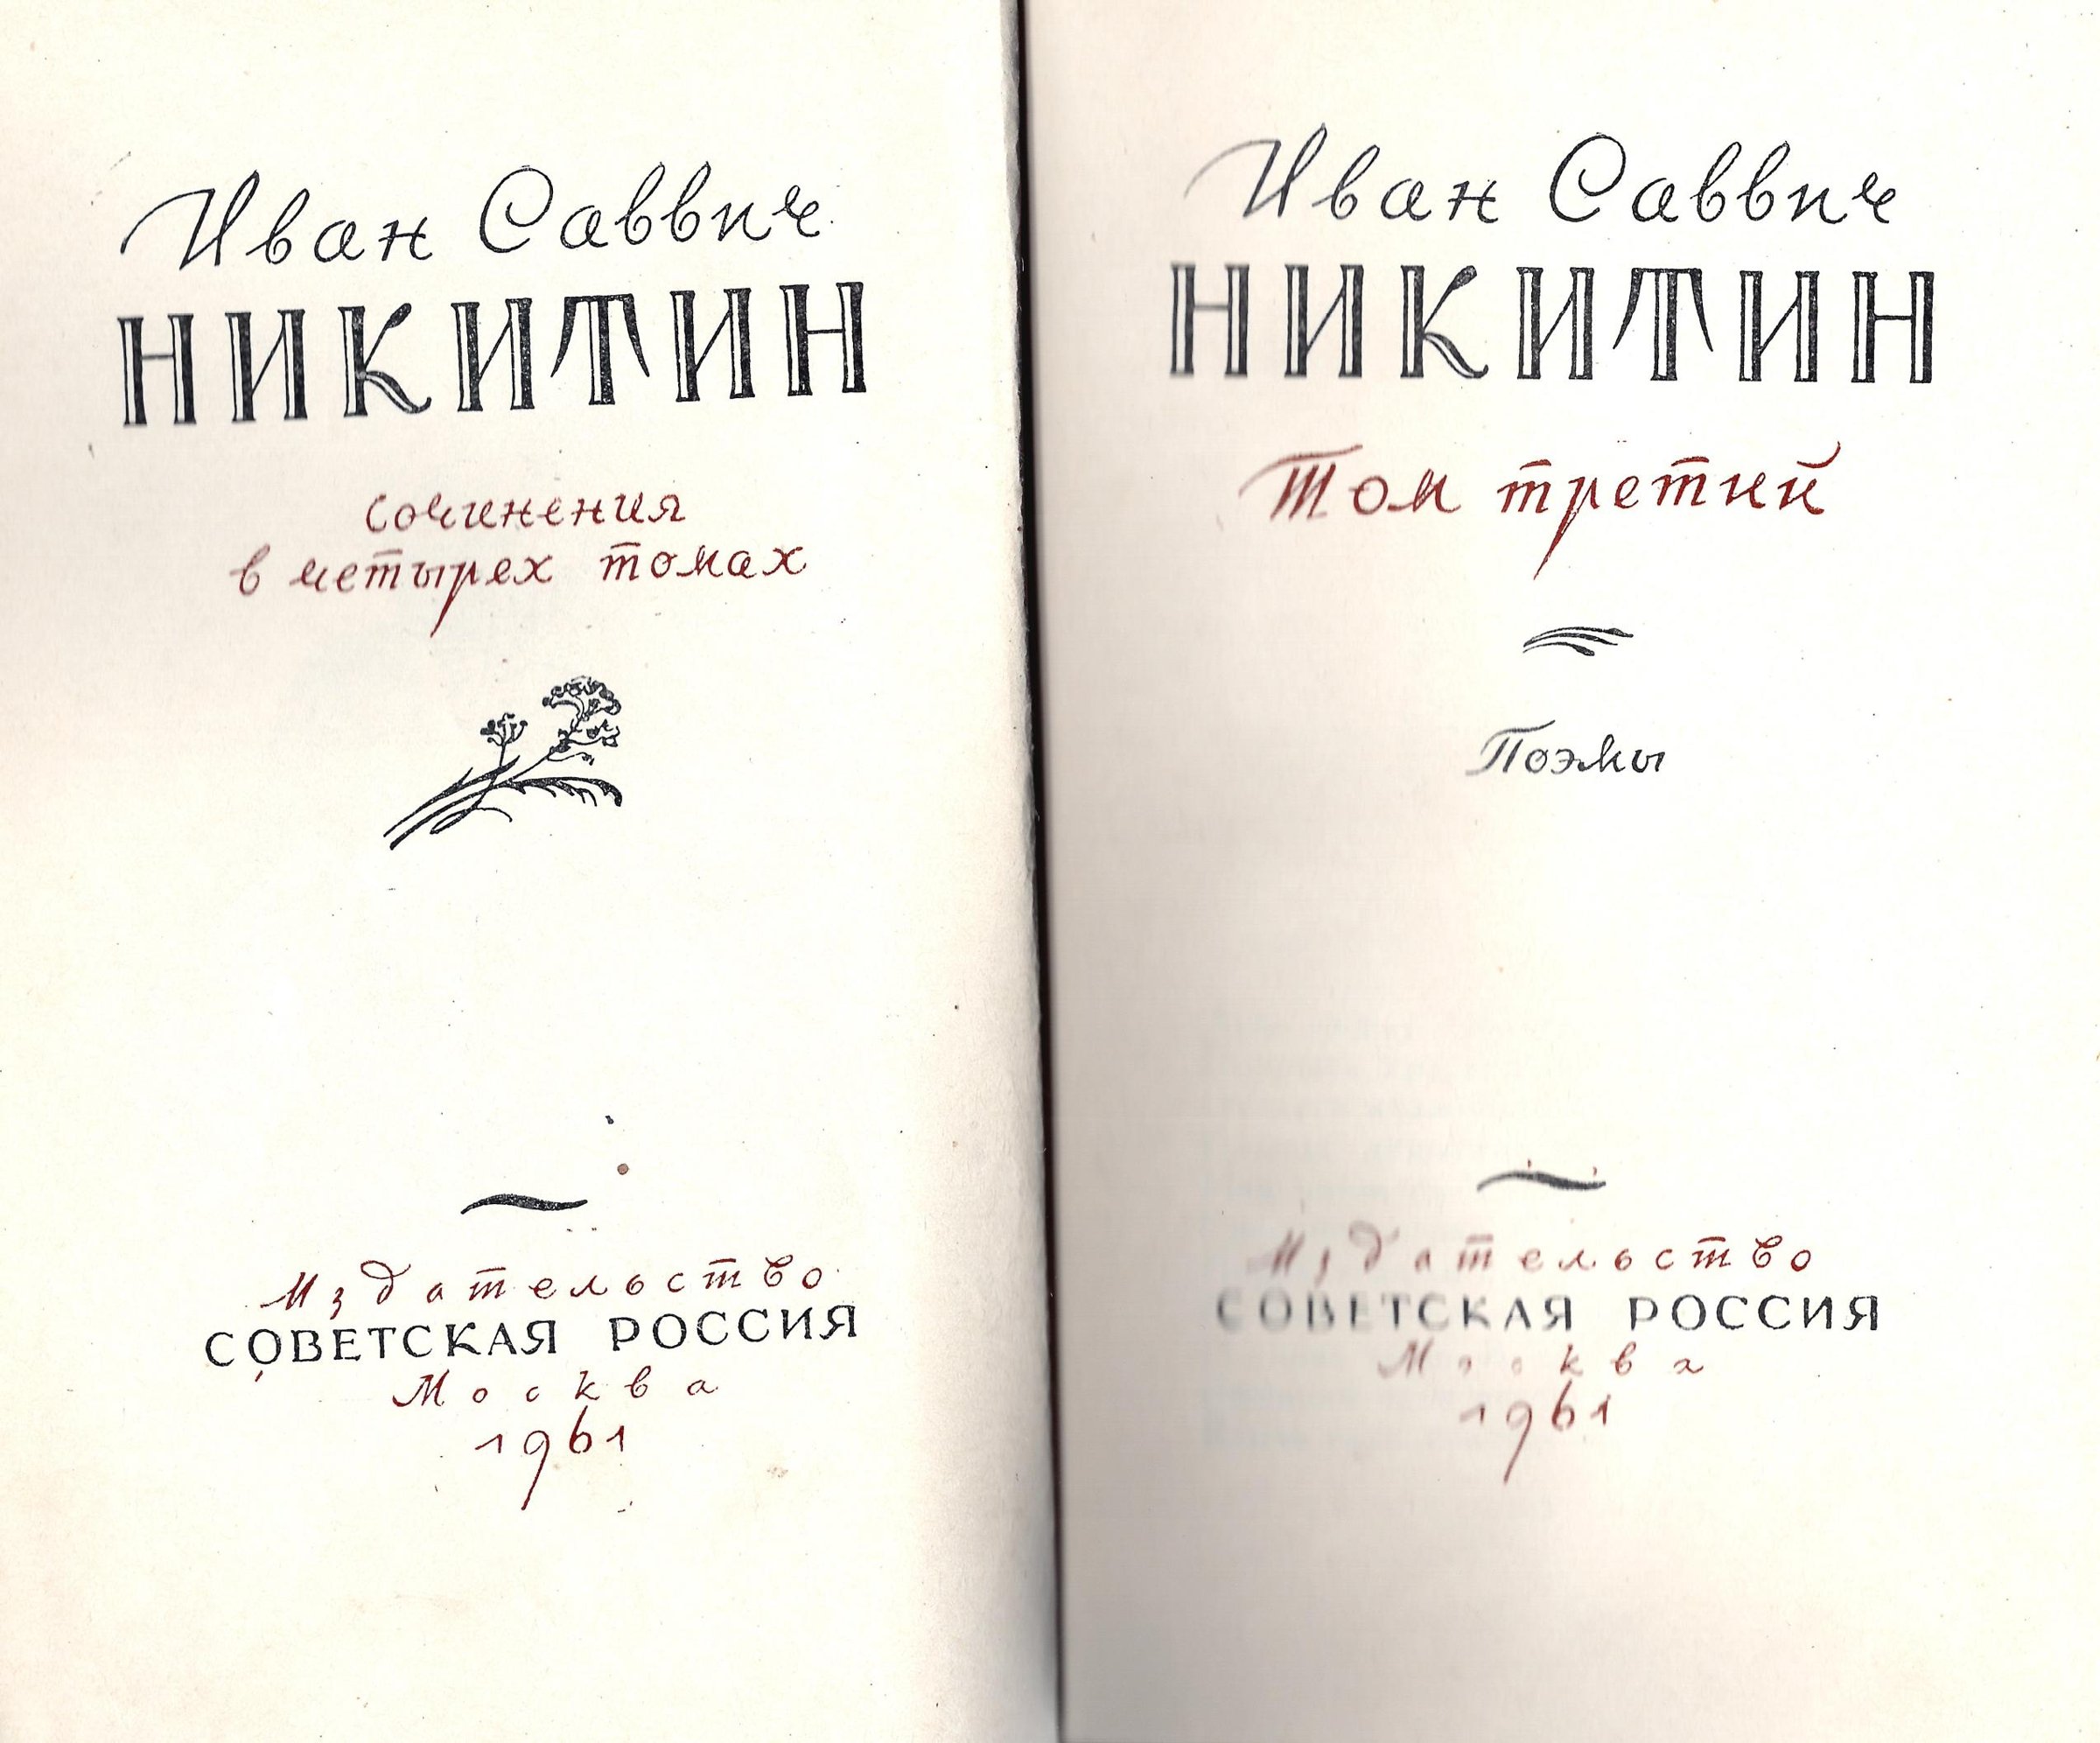 Иван Саввич
НИКИТИН
Сочинения
в четырех томах
Издательство
СОВЕТСКАЯ РОССИЯ
Москва
1961
Иван Саввич
НИКИТИН
Том третий
Поэмы
Издательство
СОВЕТСКАЯ РОССИЯ
Москва
1961